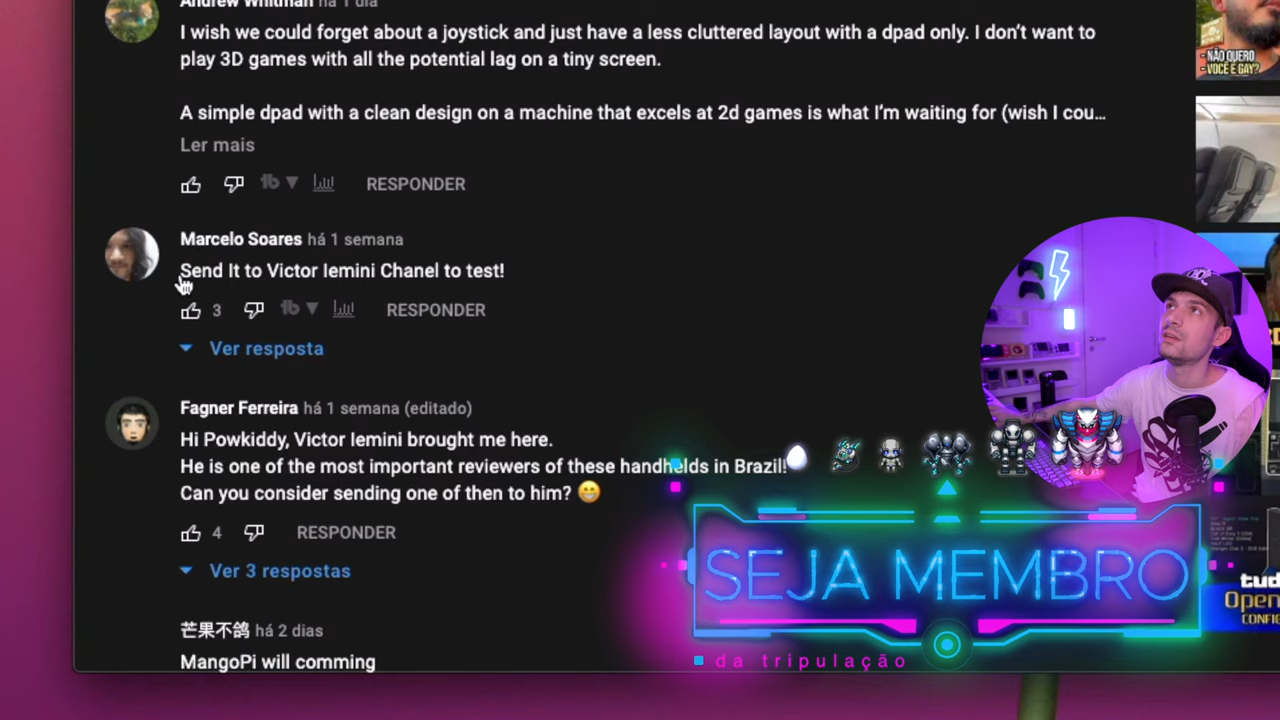 Andrew Whitman há 1 dia
I wish we could forget about a joystick and just have a less cluttered layout with a dpad only. I don't want to
play 3D games with all the potential lag on a tiny screen.
A simple dpad with a clean design on a machine that excels at 2d games is what I'm waiting for (wish I cou...
Ler mais
RESPONDER
Marcelo Soares há 1 semana
Send It to Victor Iemini Chanel to test!
3 RESPONDER
Ver resposta
Fagner Ferreira há 1 semana (editado)
Hi Powkiddy, Victor Iemini brought me here.
He is one of the most important reviewers of these handhelds in Brazil!
Can you consider sending one of then to him? 😁
4 RESPONDER
Ver 3 respostas
芒果不鸽 há 2 dias
MangoPi will comming
- NÃO QUERO
- VOCÊ E GAY?
SEJA MEMBRO
da tripulação
tud
Open
CONFIG